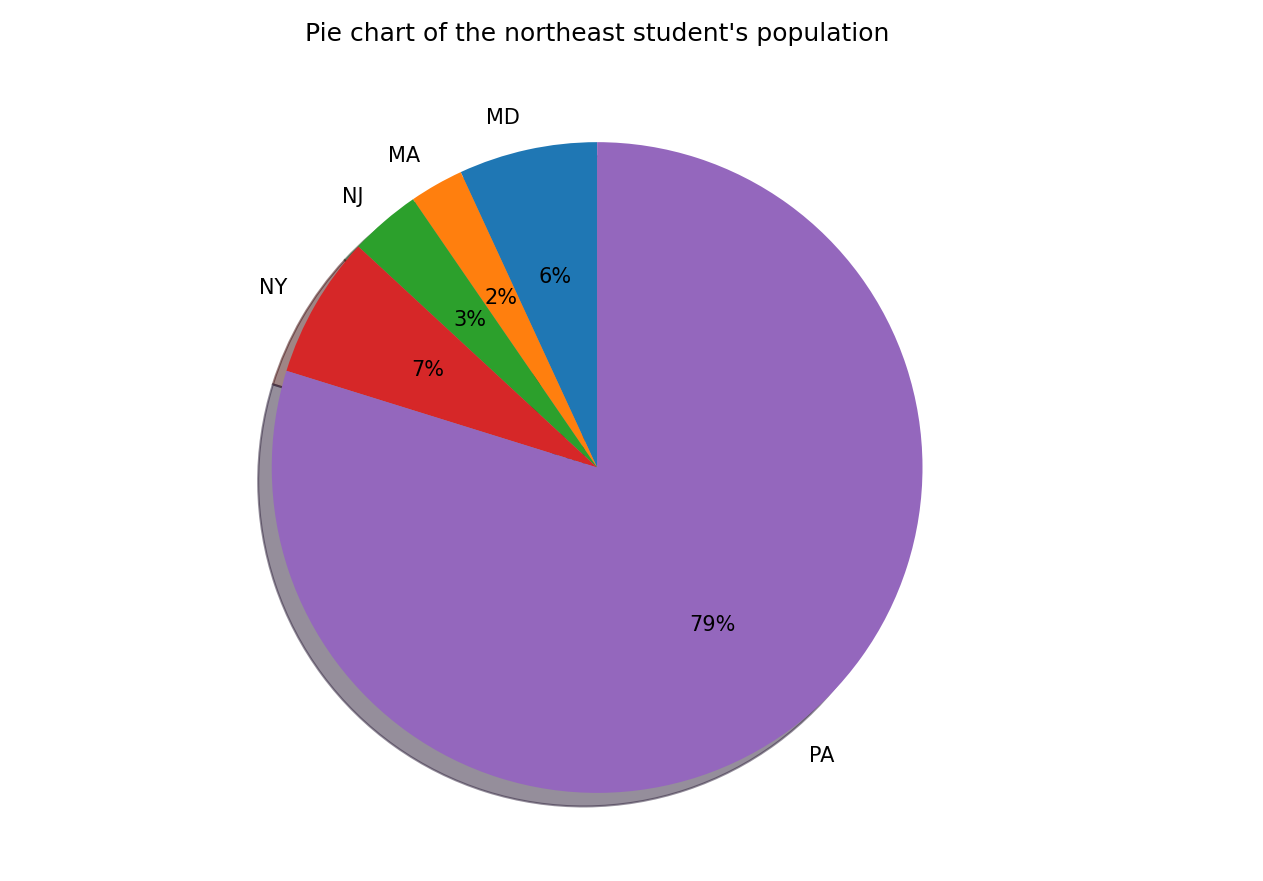 Pie chart of the northeast student's population
MD
MA
NJ
NY
6%
2%
3%
7%
79%
PA